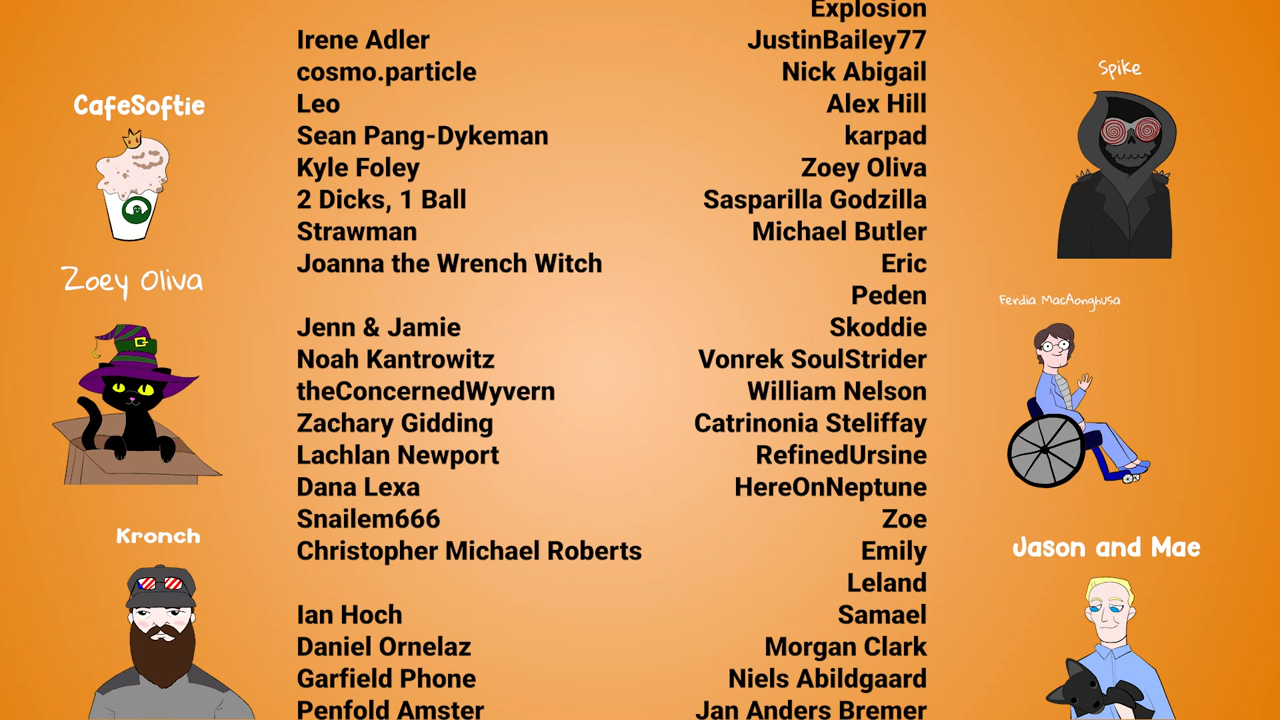 CafeSoftie
Zoey Oliva
Kronch
Irene Adler
cosmo.particle
Leo
Sean Pang-Dykeman
Kyle Foley
2 Dicks, 1 Ball
Strawman
Joanna the Wrench Witch
Jenn & Jamie
Noah Kantrowitz
theConcernedWyvern
Zachary Gidding
Lachlan Newport
Dana Lexa
Snailem666
Christopher Michael Roberts
Ian Hoch
Daniel Ornelaz
Garfield Phone
Penfold Amster
Explosion
JustinBailey77
Nick Abigail
Alex Hill
karpad
Zoey Oliva
Sasparilla Godzilla
Michael Butler
Eric
Peden
Skoddie
Vonrek SoulStrider
William Nelson
Catrinonia Steliffay
RefinedUrsine
HereOnNeptune
Zoe
Emily
Leland
Samael
Morgan Clark
Niels Abildgaard
Jan Anders Bremer
Spike
Ferdia MacAonghusa
Jason and Mae